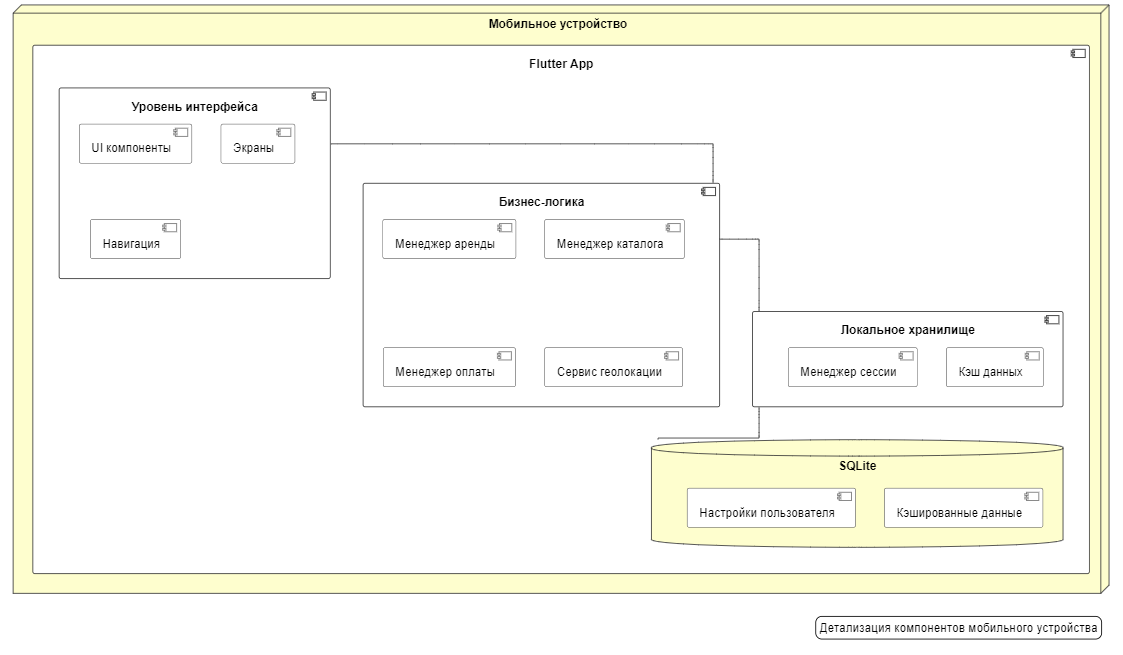 Мобильное устройство
Flutter App
Уровень интерфейса
UI компоненты
Экраны
Навигация
Бизнес-логика
Менеджер аренды
Менеджер каталога
Менеджер оплаты
Сервис геолокации
Локальное хранилище
Менеджер сессии
Кэш данных
SQLite
Настройки пользователя
Кэшированные данные
Детализация компонентов мобильного устройства